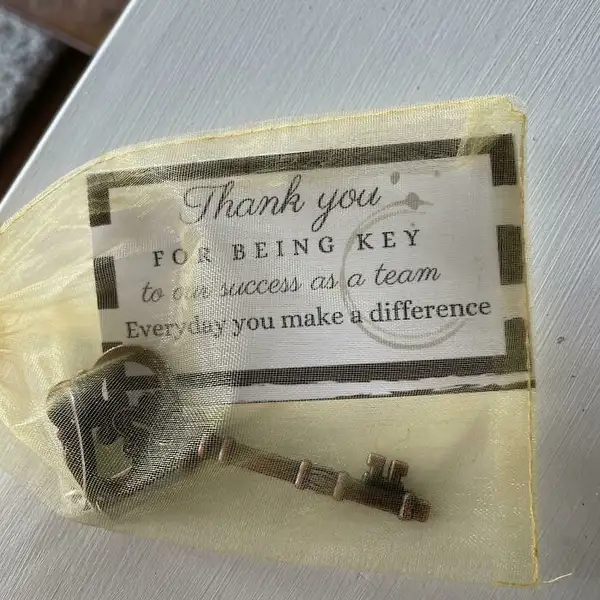 Thank you
FOR BEING KEY
to our success as a team
Everyday you make a difference